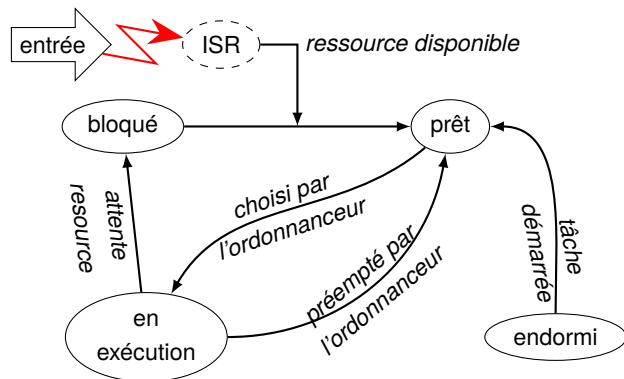 entrée
ISR
ressource disponible
bloqué
prêt
choisi par
l'ordonnanceur
attente
resource
préempté par
l'ordonnanceur
tâche
démarrée
en
exécution
endormi